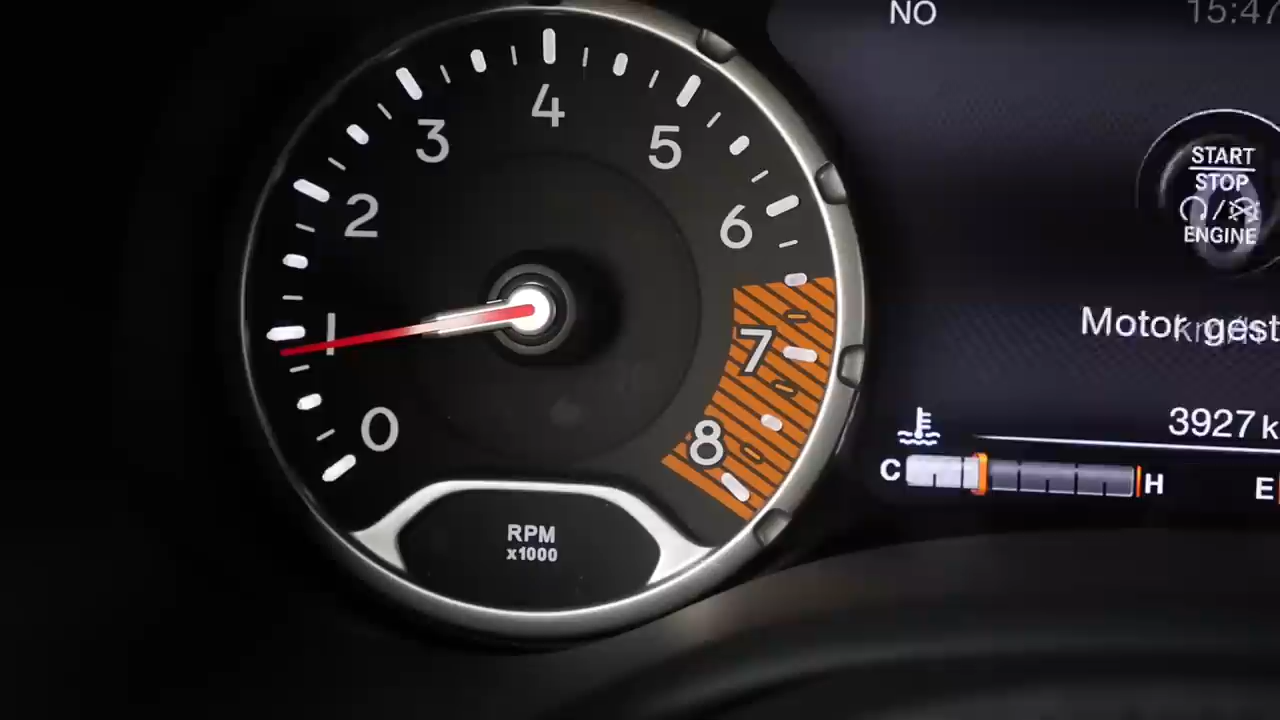 NO
15:47
0
1
2
3
4
5
6
7
8
RPM
x1000
START
STOP
ENGINE
Motor gest
3927 k
C
H
E